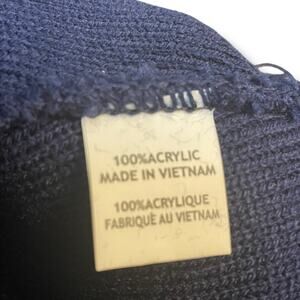 100%ACRYLIC
MADE IN VIETNAM
100%ACRYLIQUE
FABRIQUÉ AU VIETNAM